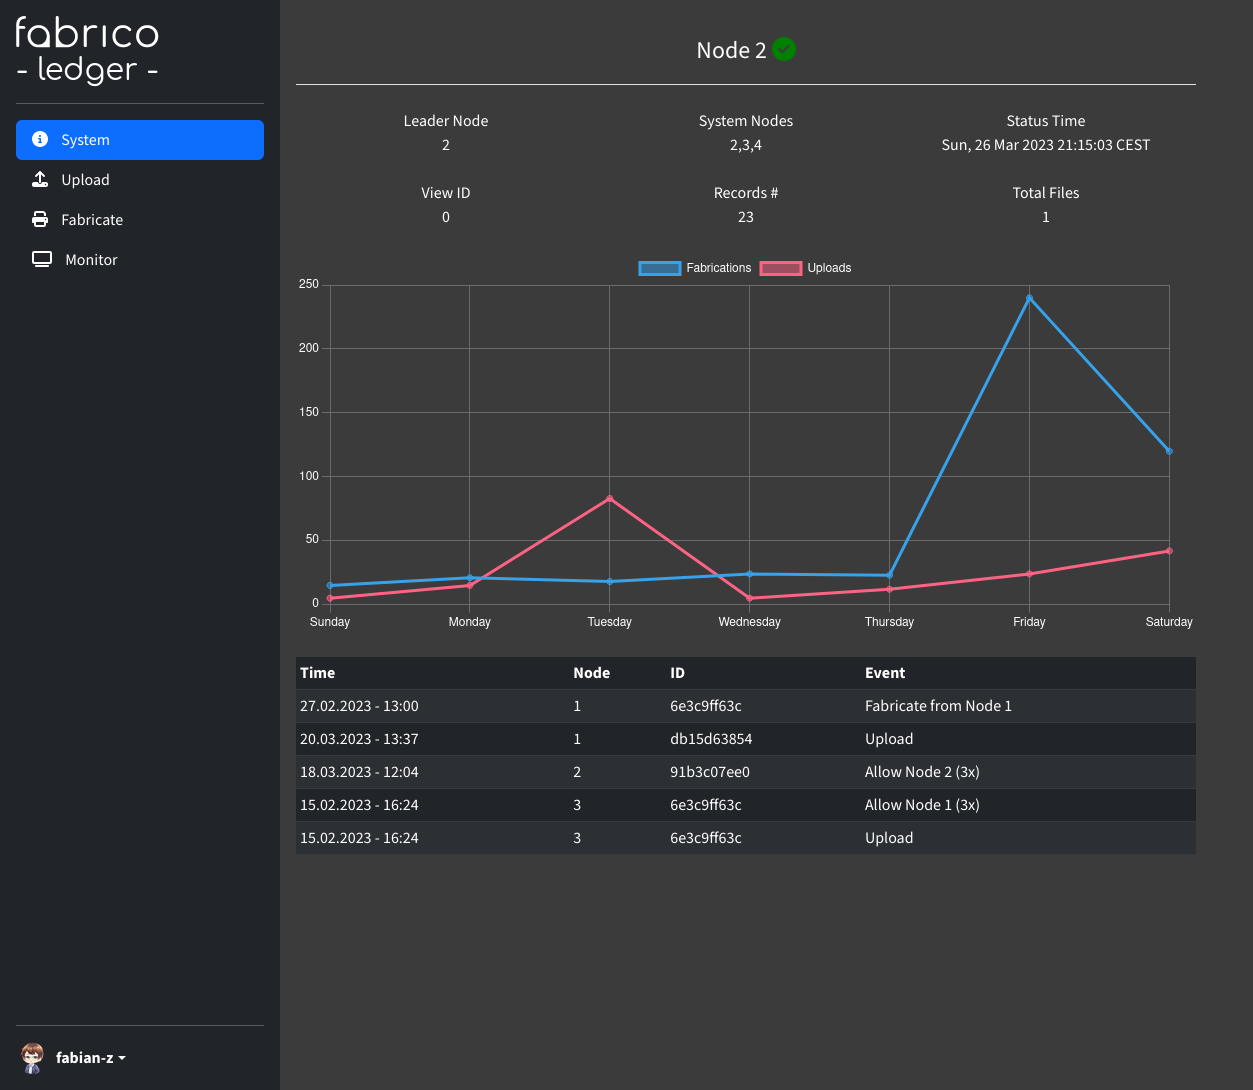 fabrico
- ledger -
System
Upload
Fabricate
Monitor
fabian-z
Node 2
Leader Node
2
System Nodes
2,3,4
Status Time
Sun, 26 Mar 2023 21:15:03 CEST
View ID
0
Records #
23
Total Files
1
Fabrications Uploads
250
200
150
100
50
0
Sunday Monday Tuesday Wednesday Thursday Friday Saturday
Time Node ID Event
27.02.2023 - 13:00 1 6e3c9ff63c Fabricate from Node 1
20.03.2023 - 13:37 1 db15d63854 Upload
18.03.2023 - 12:04 2 91b3c07ee0 Allow Node 2 (3x)
15.02.2023 - 16:24 3 6e3c9ff63c Allow Node 1 (3x)
15.02.2023 - 16:24 3 6e3c9ff63c Upload